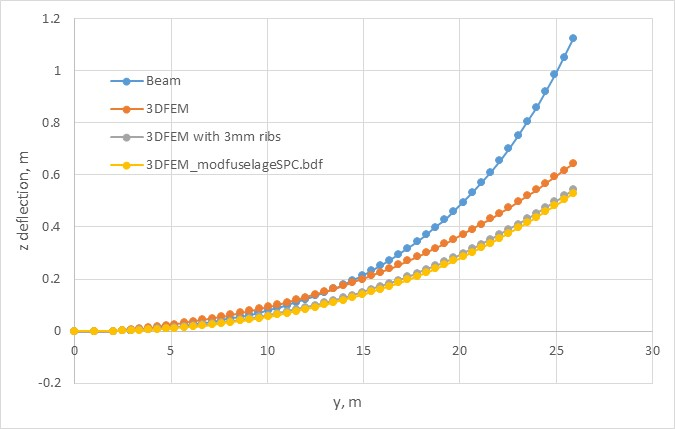 1.2
1
0.8
0.6
0.4
0.2
0
-0.2
z deflection, m
Beam
3DFEM
3DFEM with 3mm ribs
3DFEM_modfuselageSPC.bdf
0 5 10 15 20 25 30
y, m